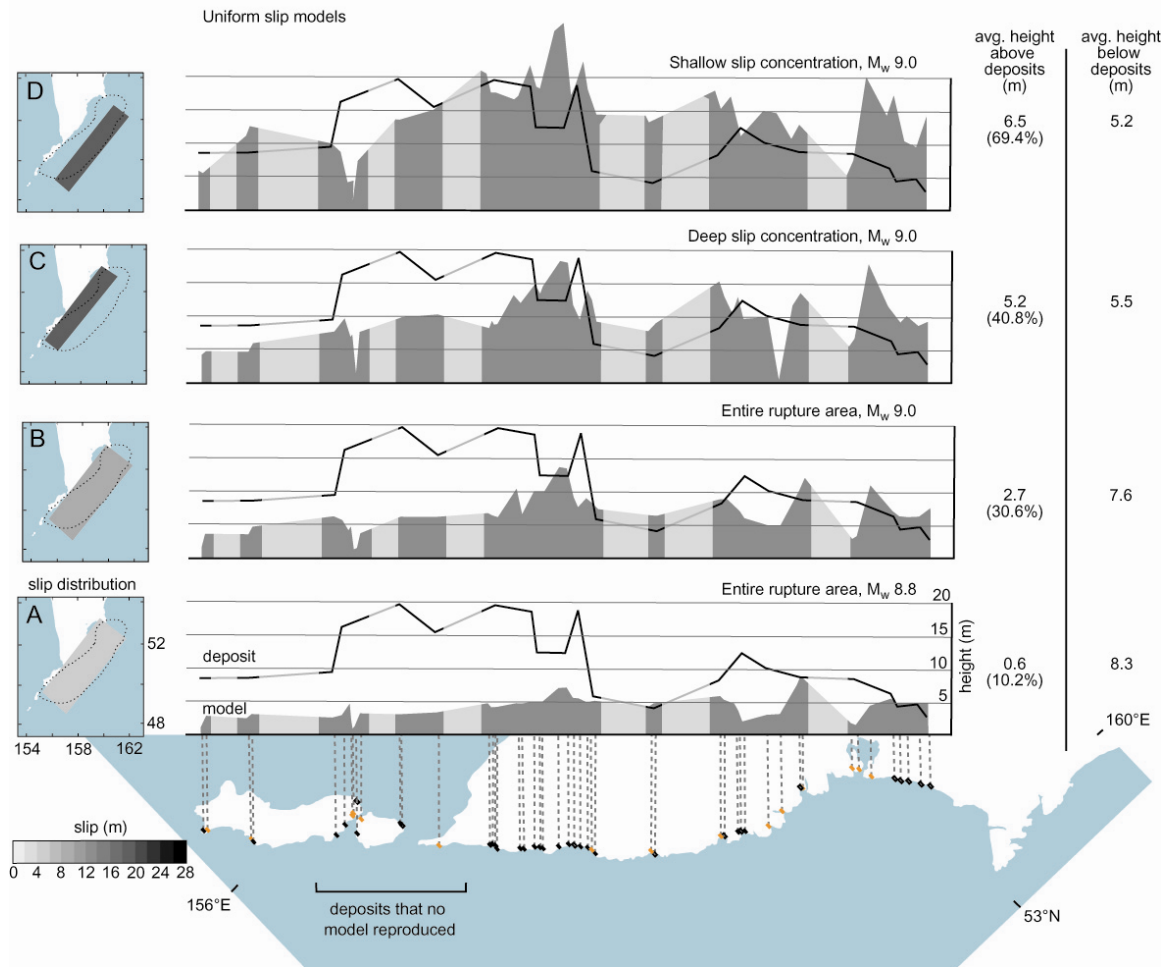 Uniform slip models
avg. height
above
deposits
(m)
avg. height
below
deposits
(m)
D
Shallow slip concentration, Mw 9.0
6.5
(69.4%)
5.2
C
Deep slip concentration, Mw 9.0
5.2
(40.8%)
5.5
154 158 162
B
Entire rupture area, Mw 9.0
2.7
(30.6%)
7.6
slip distribution
A
Entire rupture area, Mw 8.8
20
15
10
5
height (m)
deposit
model
0.6
(10.2%)
8.3
52
48
154 158 162
160°E
slip (m)
0 4 8 12 16 20 24 28
156°E
deposits that no
model reproduced
53°N